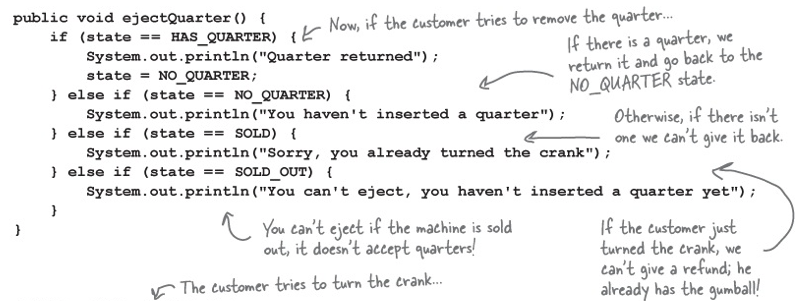 public void ejectQuarter() {
if (state == HAS_QUARTER) {
Now, if the customer tries to remove the quarter...
System.out.println("Quarter returned");
state = NO_QUARTER;
If there is a quarter, we
return it and go back to the
NO_QUARTER state.
} else if (state == NO_QUARTER) {
System.out.println("You haven't inserted a quarter");
Otherwise, if there isn't
one we can't give it back.
} else if (state == SOLD) {
System.out.println("Sorry, you already turned the crank");
} else if (state == SOLD_OUT) {
System.out.println("You can't eject, you haven't inserted a quarter yet");
}
}
You can't eject if the machine is sold
out, it doesn't accept quarters!
If the customer just
turned the crank, we
can't give a refund; he
already has the gumball!
The customer tries to turn the crank...